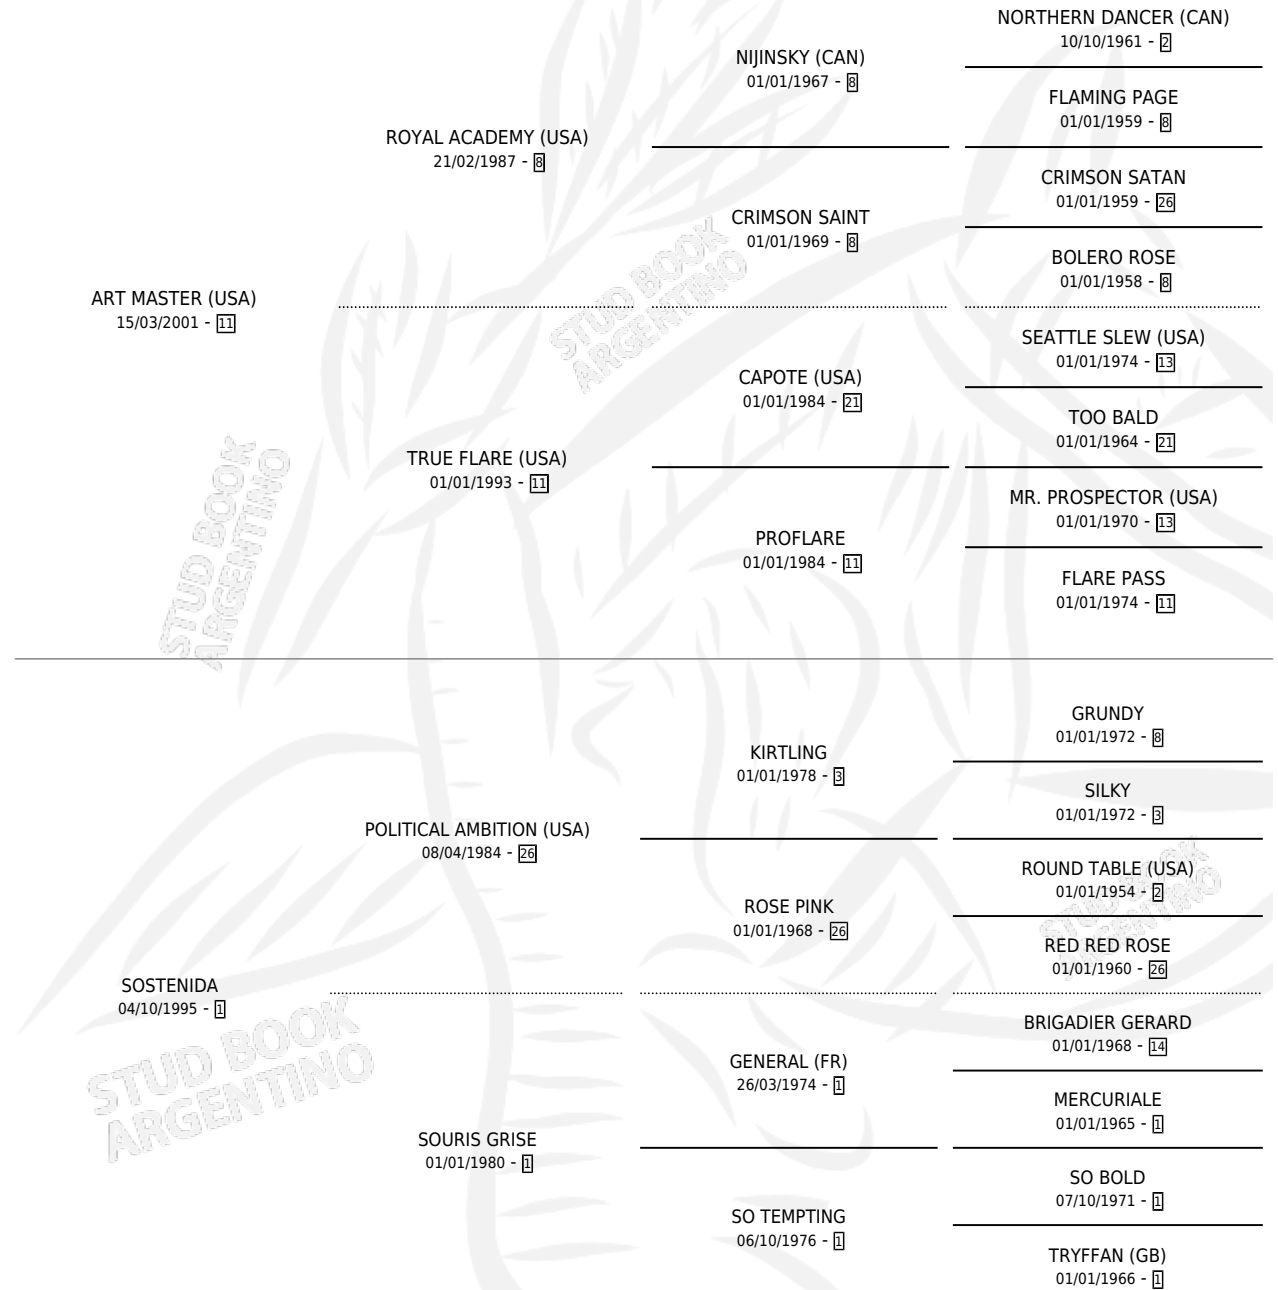 NORTHERN DANCER (CAN)
10/10/1961 - 2
NIJINSKY (CAN)
01/01/1967 - 8
FLAMING PAGE
01/01/1959 - 8
ROYAL ACADEMY (USA)
21/02/1987 - 8
CRIMSON SATAN
01/01/1959 - 26
CRIMSON SAINT
01/01/1969 - 8
BOLERO ROSE
01/01/1958 - 8
ART MASTER (USA)
15/03/2001 - 11
SEATTLE SLEW (USA)
01/01/1974 - 13
CAPOTE (USA)
01/01/1984 - 21
TOO BALD
01/01/1964 - 21
TRUE FLARE (USA)
01/01/1993 - 11
MR. PROSPECTOR (USA)
01/01/1970 - 13
PROFLARE
01/01/1984 - 11
FLARE PASS
01/01/1974 - 11
GRUNDY
01/01/1972 - 8
KIRTLING
01/01/1978 - 3
SILKY
01/01/1972 - 3
POLITICAL AMBITION (USA)
08/04/1984 - 26
ROUND TABLE (USA)
01/01/1954 - 2
ROSE PINK
01/01/1968 - 26
RED RED ROSE
01/01/1960 - 26
SOSTENIDA
04/10/1995 - 1
BRIGADIER GERARD
01/01/1968 - 14
GENERAL (FR)
26/03/1974 - 1
MERCURIALE
01/01/1965 - 1
SOURIS GRISE
01/01/1980 - 1
SO BOLD
07/10/1971 - 1
SO TEMPTING
06/10/1976 - 1
TRYFFAN (GB)
01/01/1966 - 1
STUD BOOK
ARGENTINO
STUD BOOK
ARGENTINO
STUD BOOK
ARGENTINO
STUD BOOK
ARGENTINO